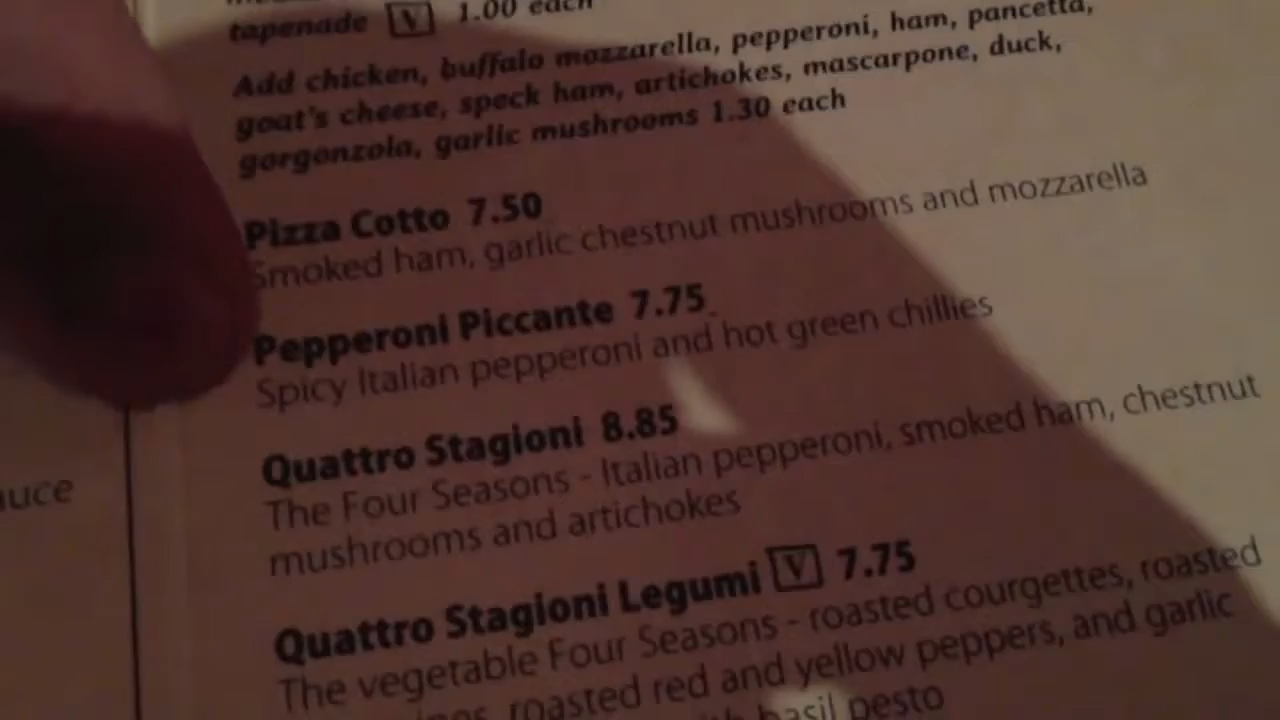 tapenade V 1.00 each
Add chicken, buffalo mozzarella, pepperoni, ham, pancetta,
goat's cheese, speck ham, artichokes, mascarpone, duck,
gorgonzola, garlic mushrooms 1.30 each
Pizza Cotto 7.50
Smoked ham, garlic chestnut mushrooms and mozzarella
Pepperoni Piccante 7.75
Spicy Italian pepperoni and hot green chillies
Quattro Stagioni 8.85
The Four Seasons - Italian pepperoni, smoked ham, chestnut
mushrooms and artichokes
Quattro Stagioni Legumi V 7.75
The vegetable Four Seasons - roasted courgettes, roasted
roasted red and yellow peppers, and garlic
basil pesto